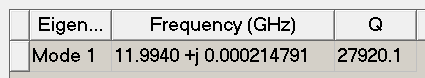 Eigen... Frequency (GHz) Q
Mode 1 11.9940 +j 0.000214791 27920.1